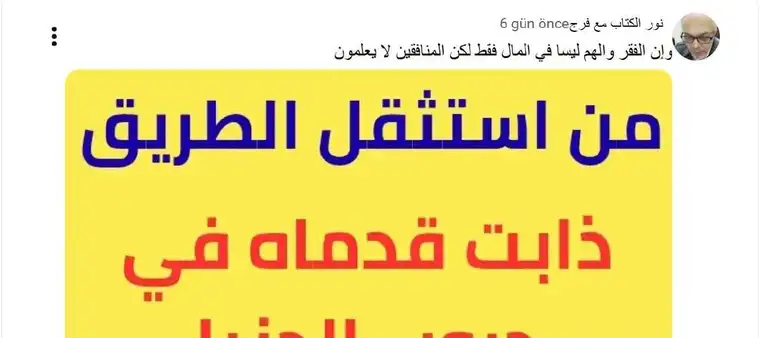 نور الكتاب مع فرج 6 gün önce
وإن الفقر والهم ليسا في المال فقط لكن المنافقين لا يعلمون
من استثقل الطريق
ذابت قدماه في